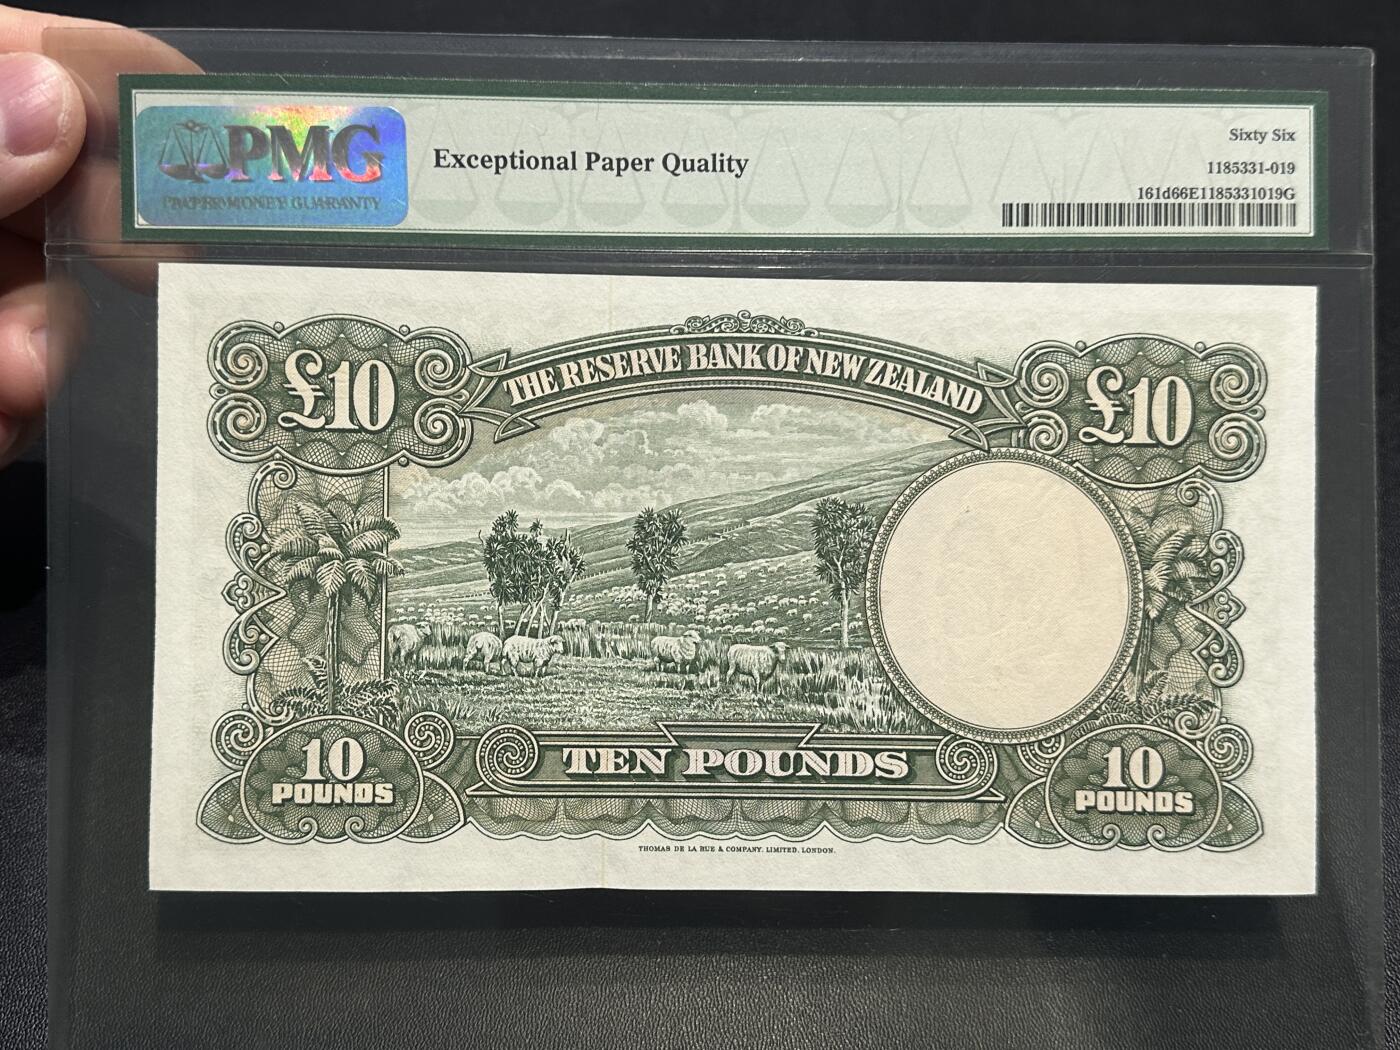 PMG
PAPER MONEY GUARANTY
Exceptional Paper Quality
Sixty Six
1185331-019
161d66E1185331019G
£10
THE RESERVE BANK OF NEW ZEALAND
£10
10
POUNDS
TEN POUNDS
10
POUNDS
THOMAS DE LA RUE & COMPANY, LIMITED, LONDON.